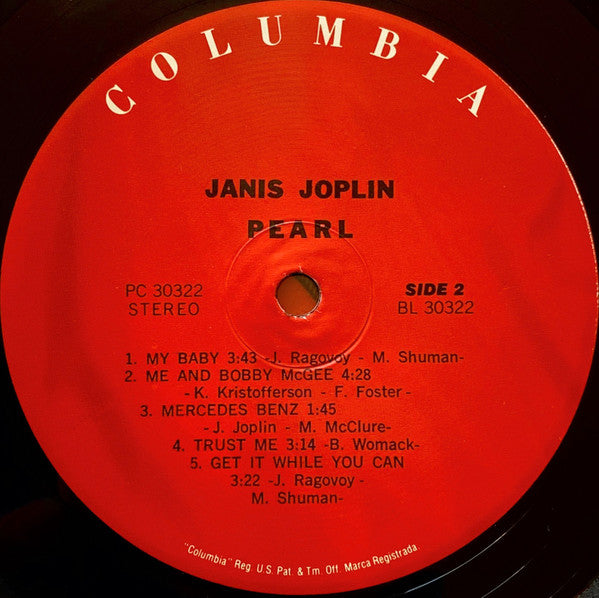 COLUMBIA
JANIS JOPLIN
PEARL
PC 30322
STEREO
SIDE 2
BL 30322
1. MY BABY 3:43 -J. Ragovoy - M. Shuman-
2. ME AND BOBBY McGEE 4:28
- K. Kristofferson - F. Foster -
3. MERCEDES BENZ 1:45
- J. Joplin - M. McClure-
4. TRUST ME 3:14 -B. Womack-
5. GET IT WHILE YOU CAN
3:22 -J. Ragovoy -
M. Shuman-
"Columbia" Reg. U.S. Pat. & Tm. Off. Marca Registrada.